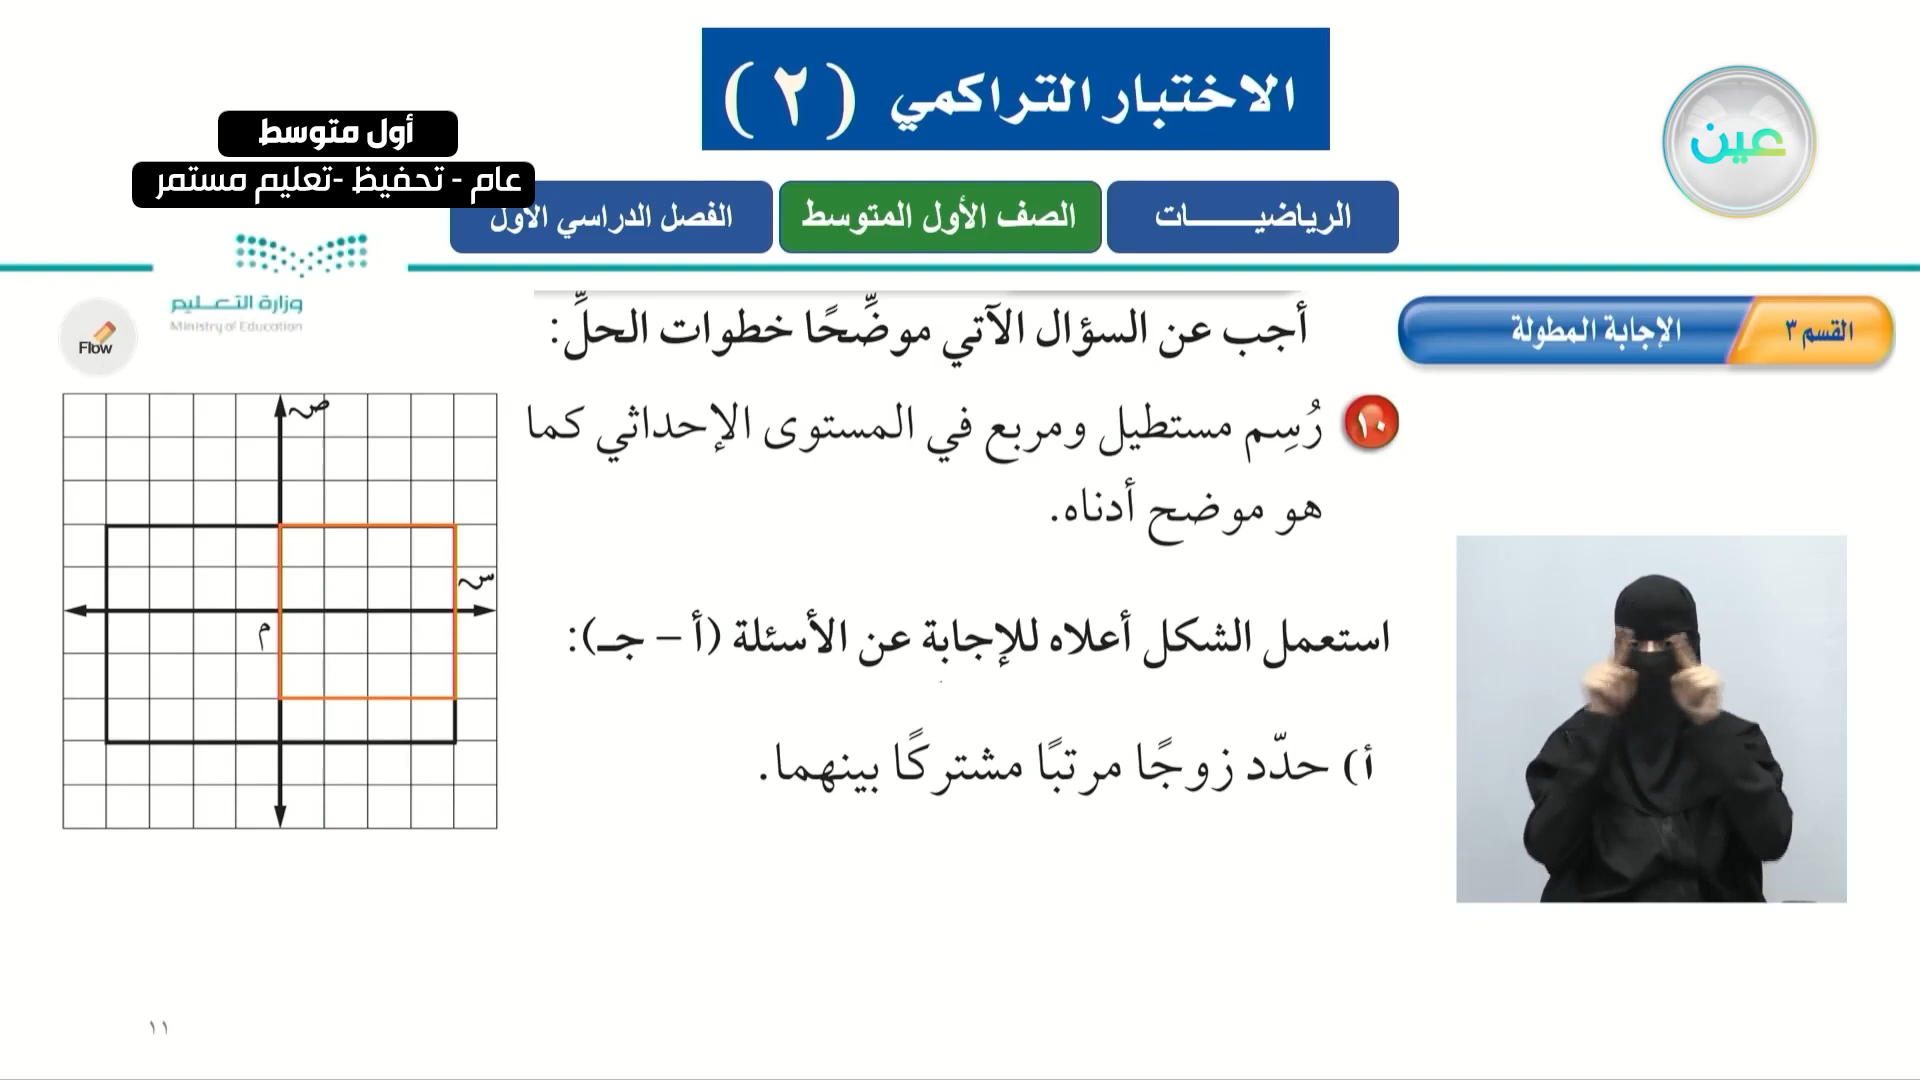 الاختبار التراكمي (٢)
عين
أول متوسط
عام - تحفيظ -تعليم مستمر
الرياضيـــــــــات
الصف الأول المتوسط
الفصل الدراسي الأول
وزارة التعـــليم
Ministry of Education
Flow
القسم ٣
الإجابة المطولة
أجب عن السؤال الآتي موضِّحًا خطوات الحلِّ:
١٠
رُسِم مستطيل ومربع في المستوى الإحداثي كما
هو موضح أدناه.
ص
س
م
استعمل الشكل أعلاه للإجابة عن الأسئلة (أ – جـ):
أ) حدّد زوجًا مرتبًا مشتركًا بينهما.
١١